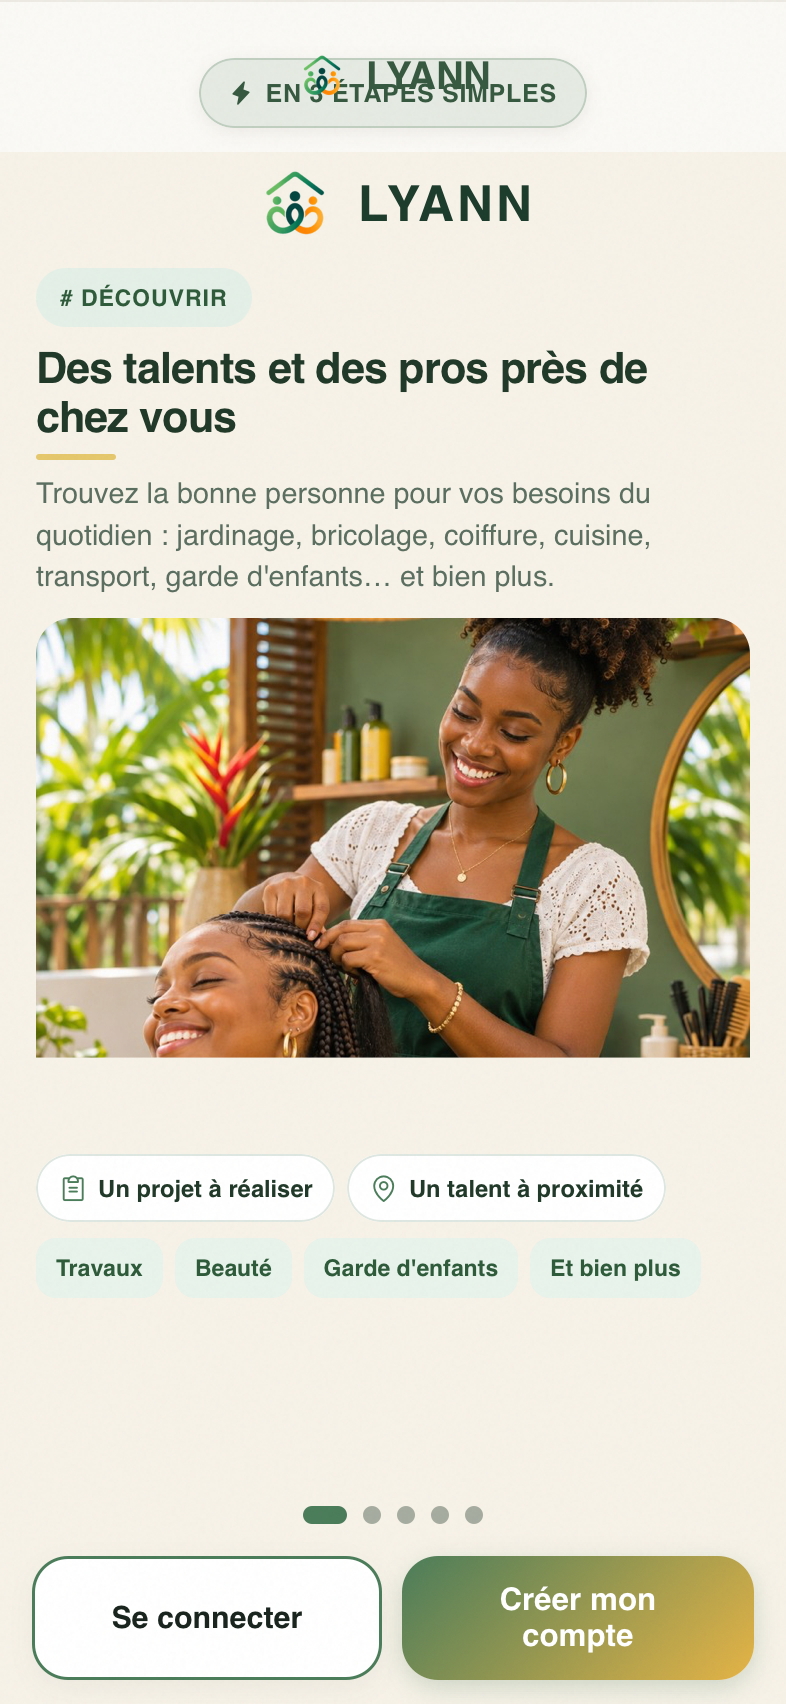 LYANN
EN 3 ÉTAPES SIMPLES
LYANN
# DÉCOUVRIR
Des talents et des pros près de
chez vous
Trouvez la bonne personne pour vos besoins du
quotidien : jardinage, bricolage, coiffure, cuisine,
transport, garde d'enfants… et bien plus.
Un projet à réaliser
Un talent à proximité
Travaux
Beauté
Garde d'enfants
Et bien plus
Se connecter
Créer mon
compte